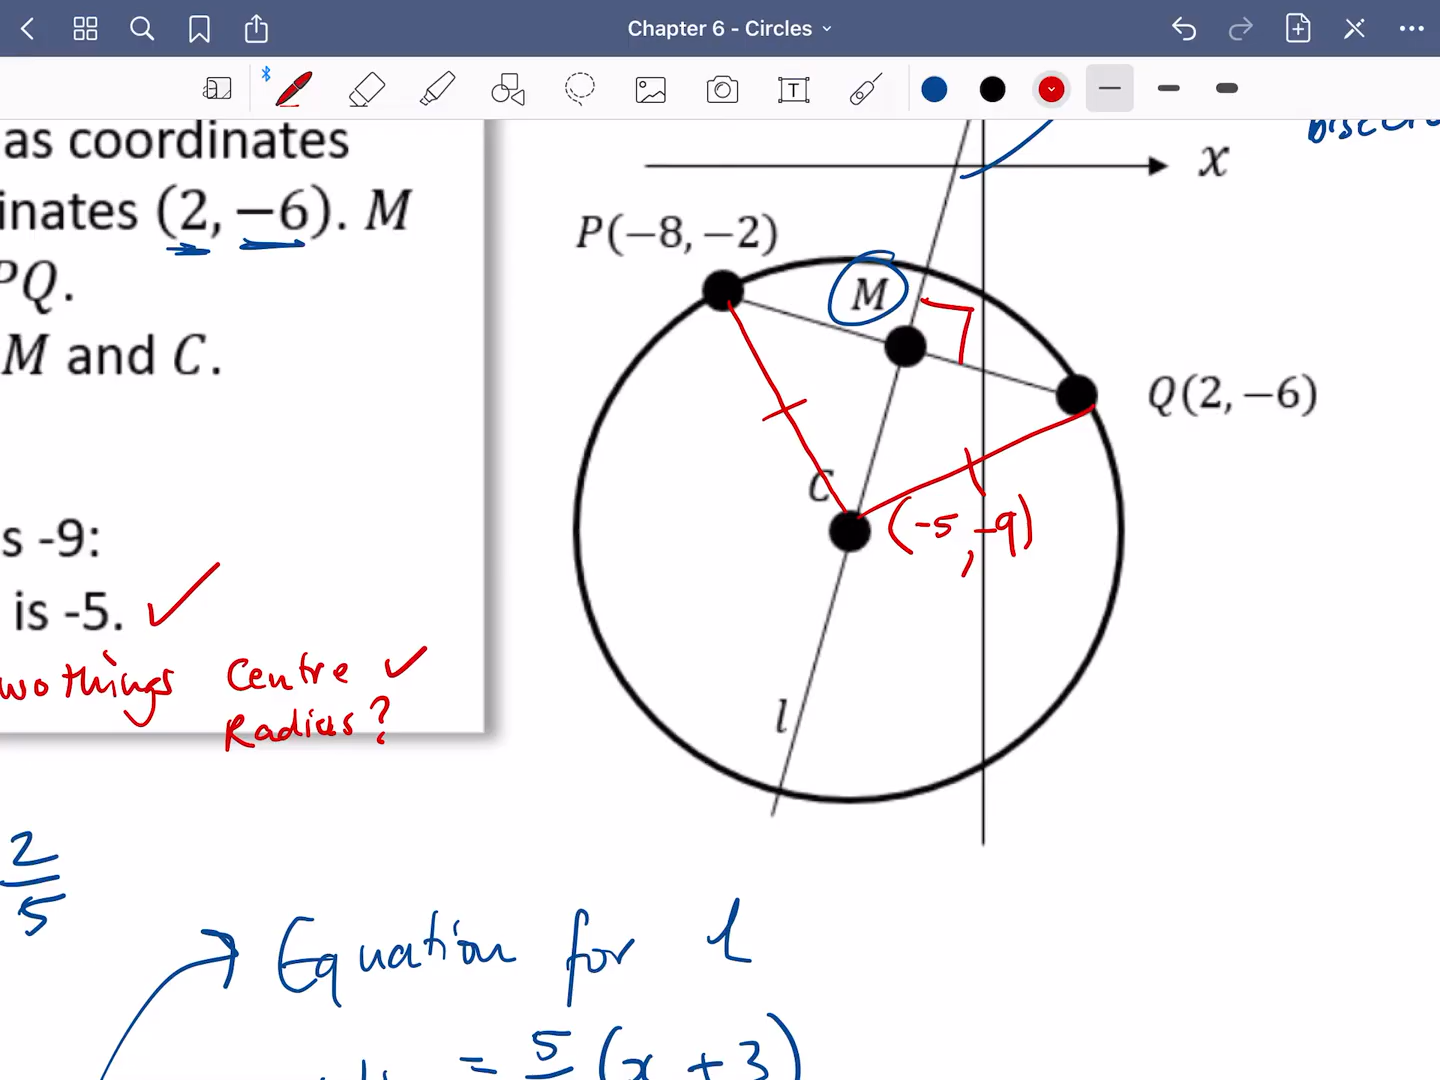 Chapter 6 - Circles
as coordinates
inates (2, −6). M
PQ.
M and C.
s -9:
is -5. ✓
wo things Centre ✓
Radius?
x
P(−8, −2)
M
Q(2, −6)
C
(-5, -9)
l
2
5
Equation for l
= 5 (x + 3)